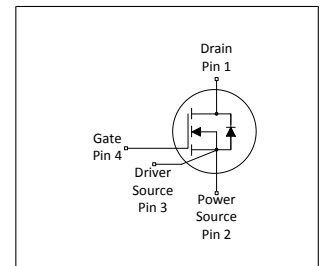 Drain
Pin 1
Gate
Pin 4
Driver
Source
Pin 3
Power
Source
Pin 2